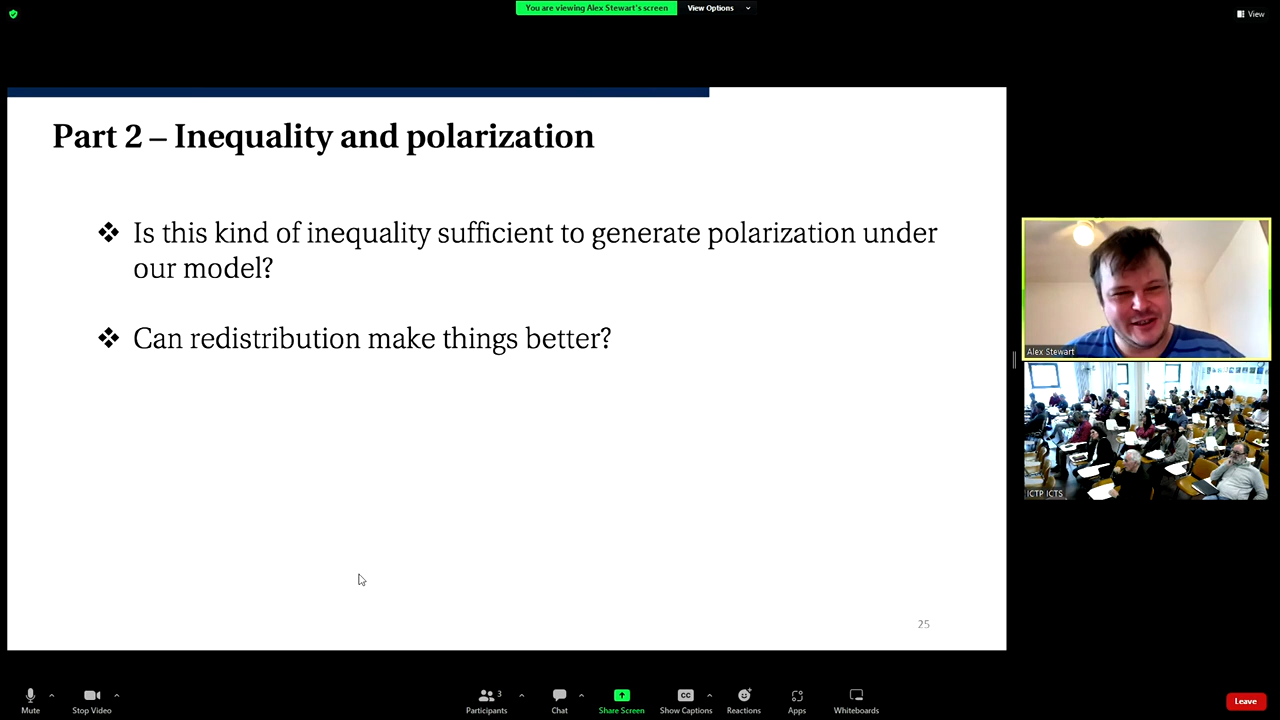 You are viewing Alex Stewart's screen
View Options
View
Part 2 – Inequality and polarization
❖ Is this kind of inequality sufficient to generate polarization under
our model?
❖ Can redistribution make things better?
25
Alex Stewart
ICTP ICTS
Mute
Stop Video
3
Participants
Chat
Share Screen
CC
Show Captions
Reactions
Apps
Whiteboards
Leave